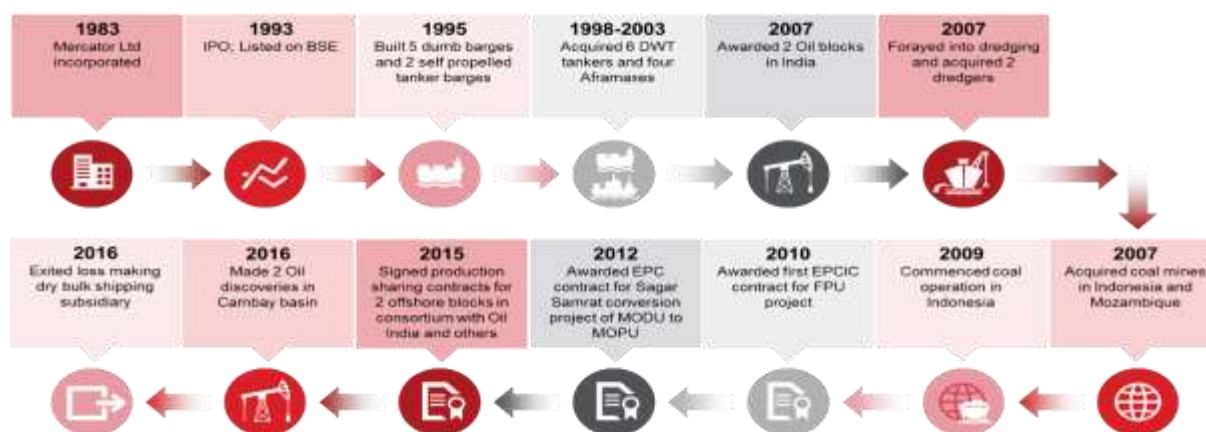 1983
Mercator Ltd
incorporated
1993
IPO; Listed on BSE
1995
Built 5 dumb barges
and 2 self propelled
tanker barges
1998-2003
Acquired 6 DWT
tankers and four
Aframaxes
2007
Awarded 2 Oil blocks
in India
2007
Forayed into dredging
and acquired 2
dredgers
2016
Exited loss making
dry bulk shipping
subsidiary
2016
Made 2 Oil
discoveries in
Cambay basin
2015
Signed production
sharing contracts for
2 offshore blocks in
consortium with Oil
India and others
2012
Awarded EPC
contract for Sagar
Samrat conversion
project of MODU to
MOPU
2010
Awarded first EPCIC
contract for FPU
project
2009
Commenced coal
operation in
Indonesia
2007
Acquired coal mines
in Indonesia and
Mozambique